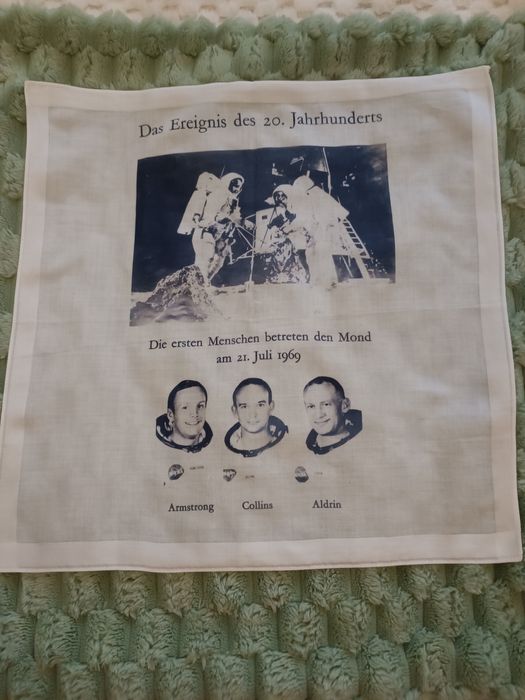 Das Ereignis des 20. Jahrhunderts
Die ersten Menschen betreten den Mond
am 21. Juli 1969
Armstrong Collins Aldrin